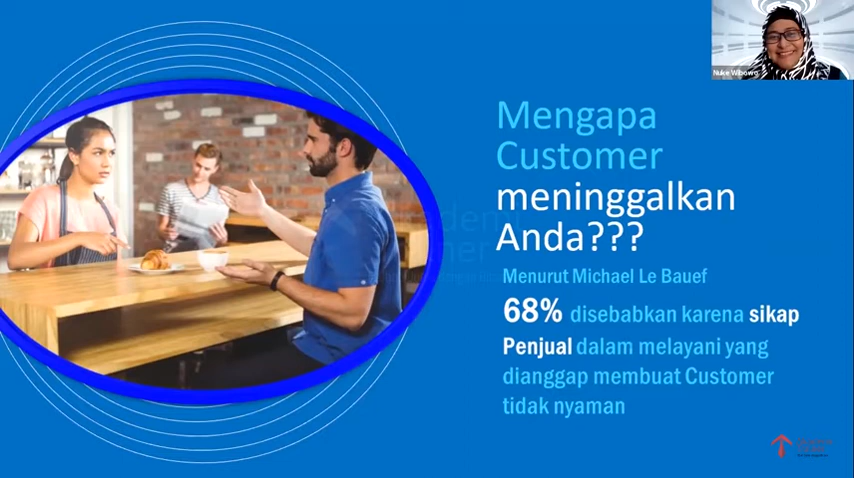 Nuke Wibowo
Mengapa
Customer
meninggalkan
Anda???
Menurut Michael Le Bauef
68% disebabkan karena sikap
Penjual dalam melayani yang
dianggap membuat Customer
tidak nyaman